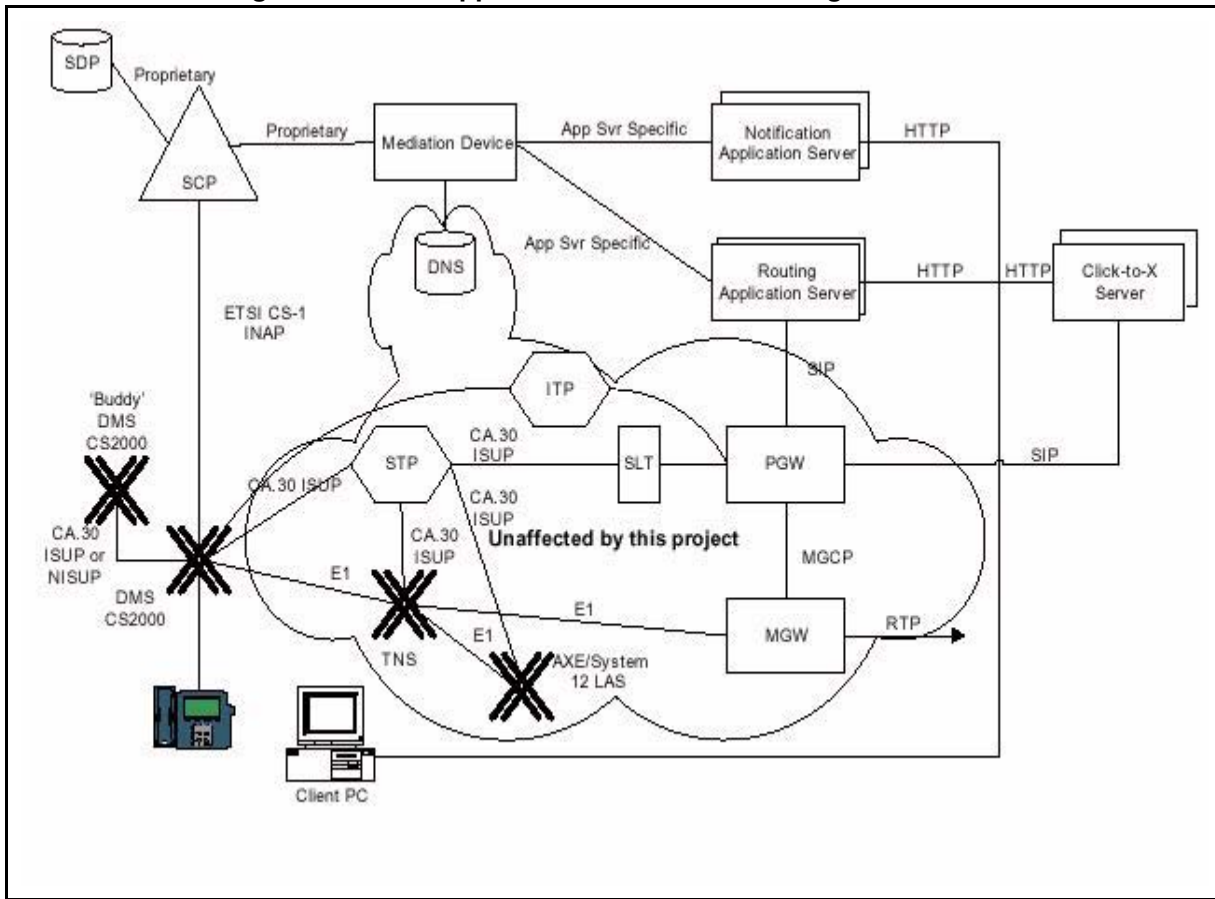 SDP
Proprietary
SCP
Proprietary
Mediation Device
App Svr Specific
Notification
Application Server
HTTP
DNS
App Svr Specific
Routing
Application Server
HTTP
HTTP
Click-to-X
Server
ETSI CS-1
INAP
SIP
ITP
'Buddy'
DMS
CS2000
CA.30
ISUP
STP
SLT
PGW
SIP
CA.30 ISUP
CA.30
ISUP
CA.30
ISUP
Unaffected by this project
CA.30
ISUP or
NISUP
MGCP
DMS
CS2000
E1
E1
E1
MGW
RTP
TNS
AXE/System
12 LAS
Client PC